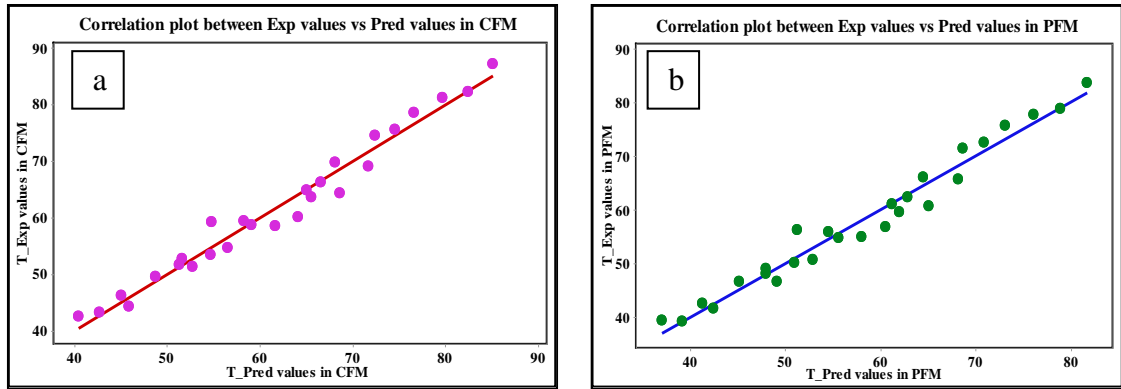 Correlation plot between Exp values vs Pred values in CFM
a
90
80
70
60
50
40
T_Exp values in CFM
40 50 60 70 80 90
T_Pred values in CFM
Correlation plot between Exp values vs Pred values in PFM
b
90
80
70
60
50
40
T_Exp values in PFM
40 50 60 70 80
T_Pred values in PFM